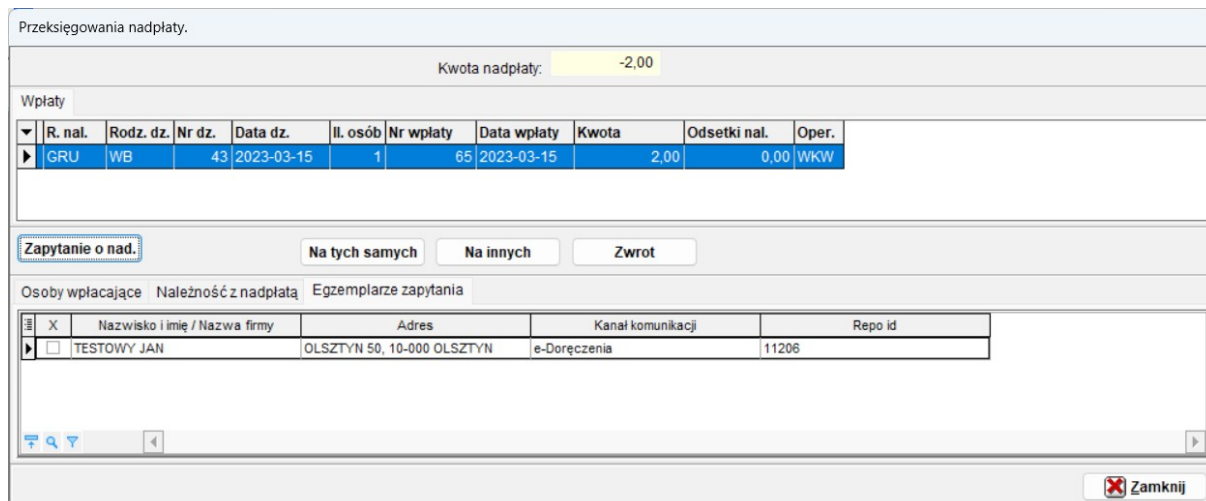 Przeksięgowania nadpłaty.
Kwota nadpłaty: -2,00
Wpłaty
R. nal. Rodz. dz. Nr dz. Data dz. Il. osób Nr wpłaty Data wpłaty Kwota Odsetki nal. Oper.
GRU WB 43 2023-03-15 1 65 2023-03-15 2,00 0,00 WKW
Zapytanie o nad. Na tych samych Na innych Zwrot
Osoby wpłacające Należność z nadpłatą Egzemplarze zapytania
X Nazwisko i imię / Nazwa firmy Adres Kanał komunikacji Repo id
TESTOWY JAN OLSZTYN 50, 10-000 OLSZTYN e-Doręczenia 11206
Zamknij